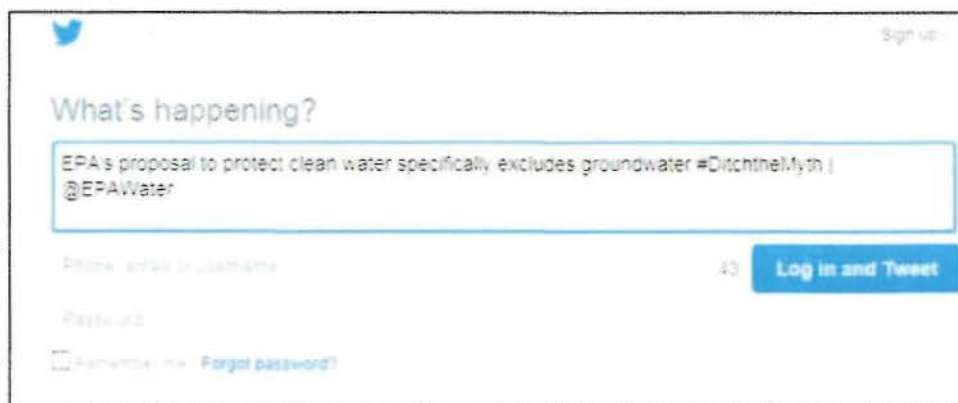 Sign up
What's happening?
EPA's proposal to protect clean water specifically excludes groundwater #DitchtheMyth |
@EPAWater
Phone, email or username
43
Log in and Tweet
Password
Remember me
Forgot password?